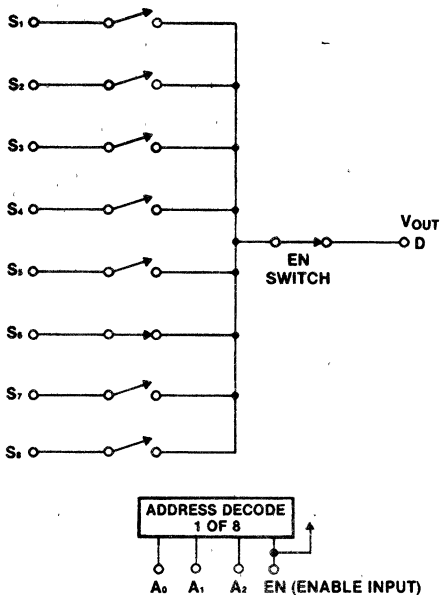 S₁
S₂
S₃
S₄
VOUT
D
EN
SWITCH
S₅
S₆
S₇
S₈
ADDRESS DECODE
1 OF 8
A₀ A₁ A₂ EN (ENABLE INPUT)